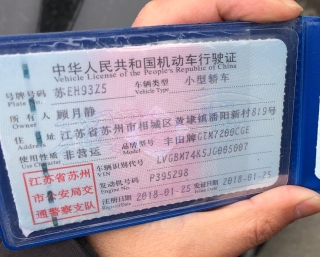 中华人民共和国机动车行驶证
Vehicle License of the People's Republic of China
号牌号码 苏EH93Z5 车辆类型 小型轿车
Plate No. Vehicle Type
所有人 顾月静
Owner
住址 江苏省苏州市相城区黄埭镇潘阳新村819号
Address
使用性质 非营运 品牌型号 丰田牌GTM7200CGE
Use Character Model
江苏省苏州市公安局交通警察支队
车辆识别代号
VIN
发动机号码 P395298
Engine No.
注册日期 2018-01-25 发证日期 2018-01-25
Register Date Issue Date